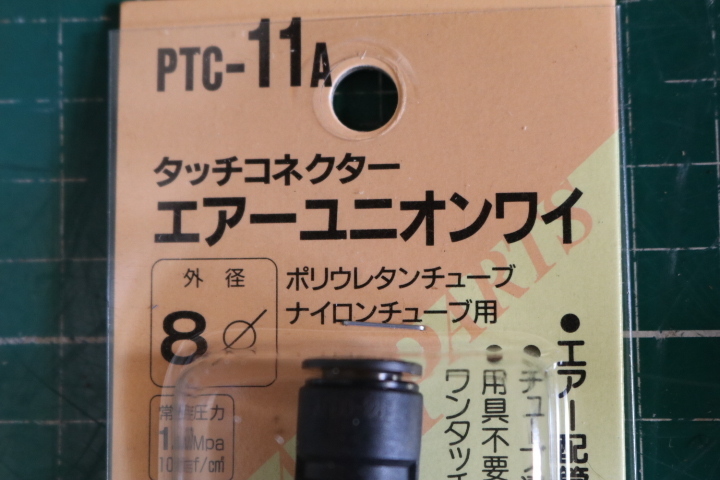 PTC-11A
タッチコネクター
エアーユニオンワイ
外径
8∅
ポリウレタンチューブ
ナイロンチューブ用
圧力
MPa
●エアー配管
●用具不要
ワンタッチ